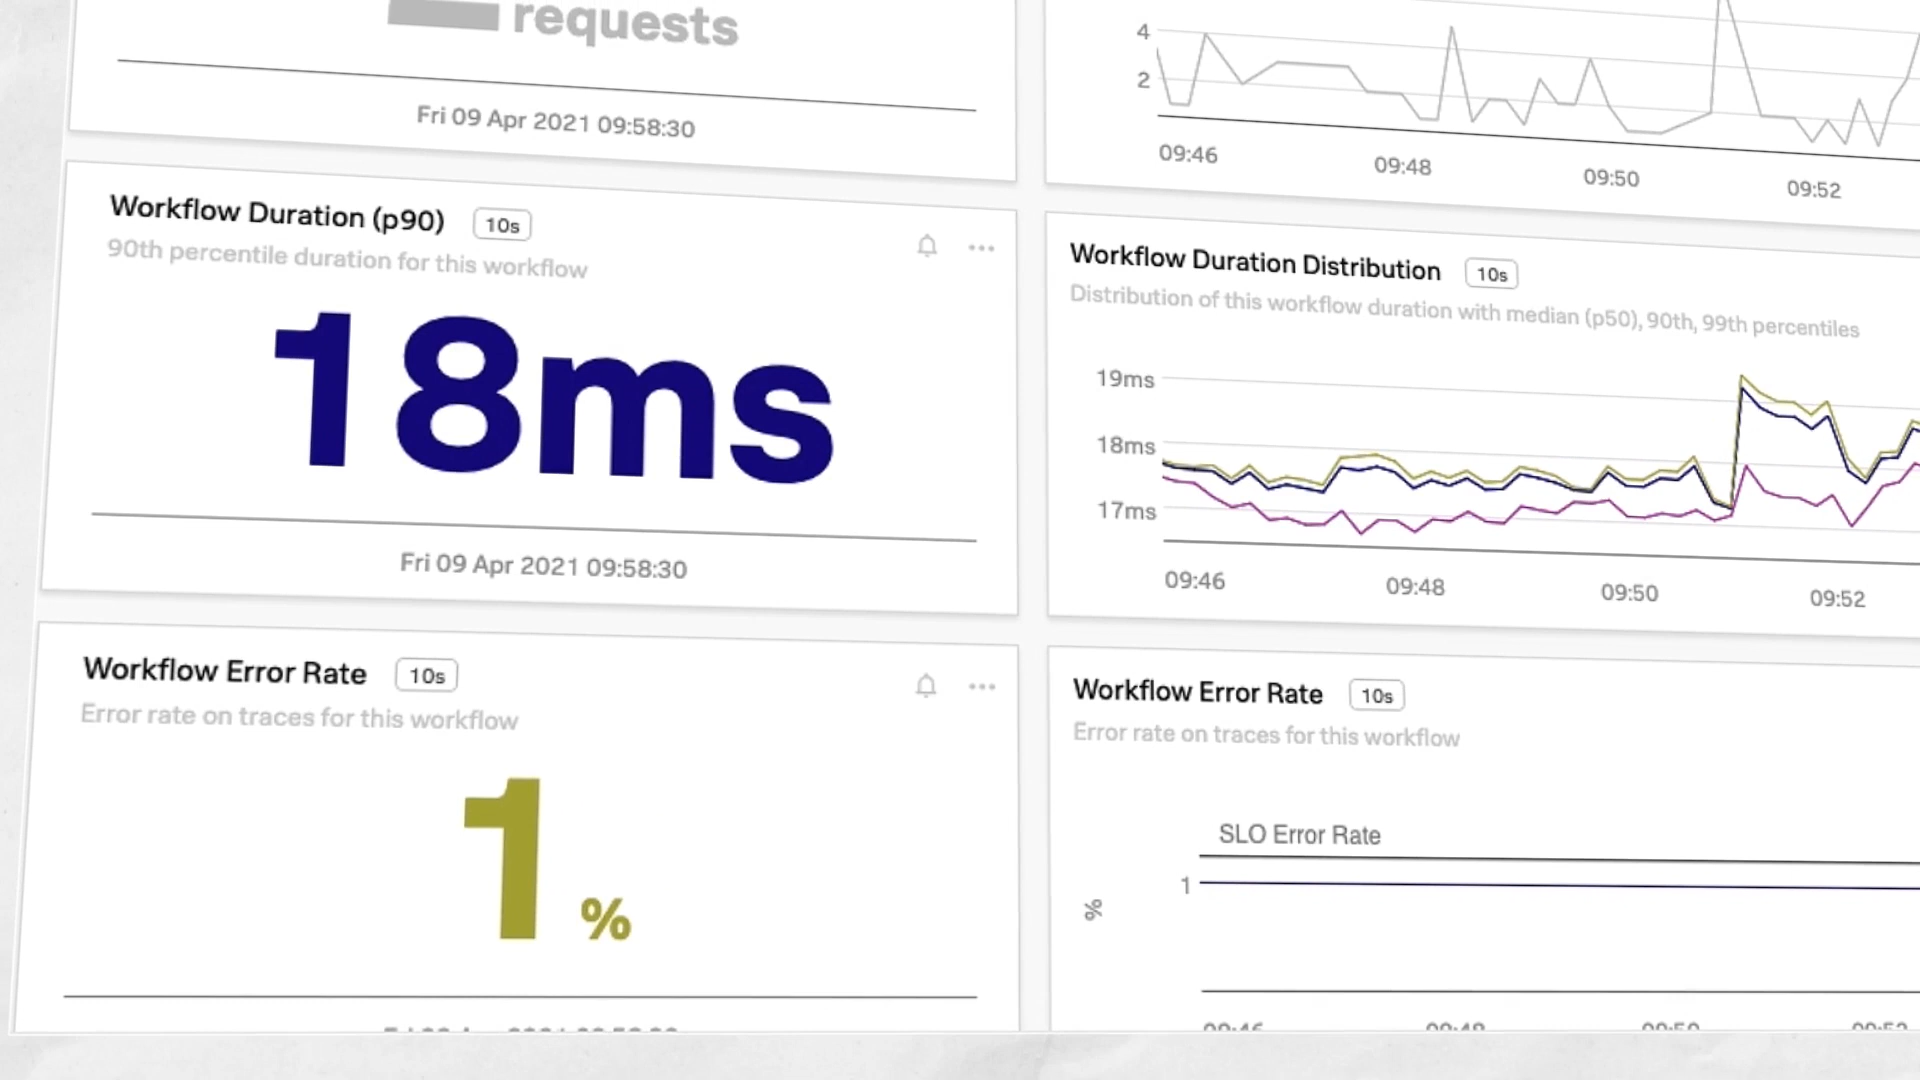 requests
Fri 09 Apr 2021 09:58:30
4
2
09:46
09:48
09:50
09:52
Workflow Duration (p90)
10s
90th percentile duration for this workflow
18ms
Fri 09 Apr 2021 09:58:30
Workflow Duration Distribution
10s
Distribution of this workflow duration with median (p50), 90th, 99th percentiles
19ms
18ms
17ms
09:46
09:48
09:50
09:52
Workflow Error Rate
10s
Error rate on traces for this workflow
1 %
Workflow Error Rate
10s
Error rate on traces for this workflow
SLO Error Rate
1
%